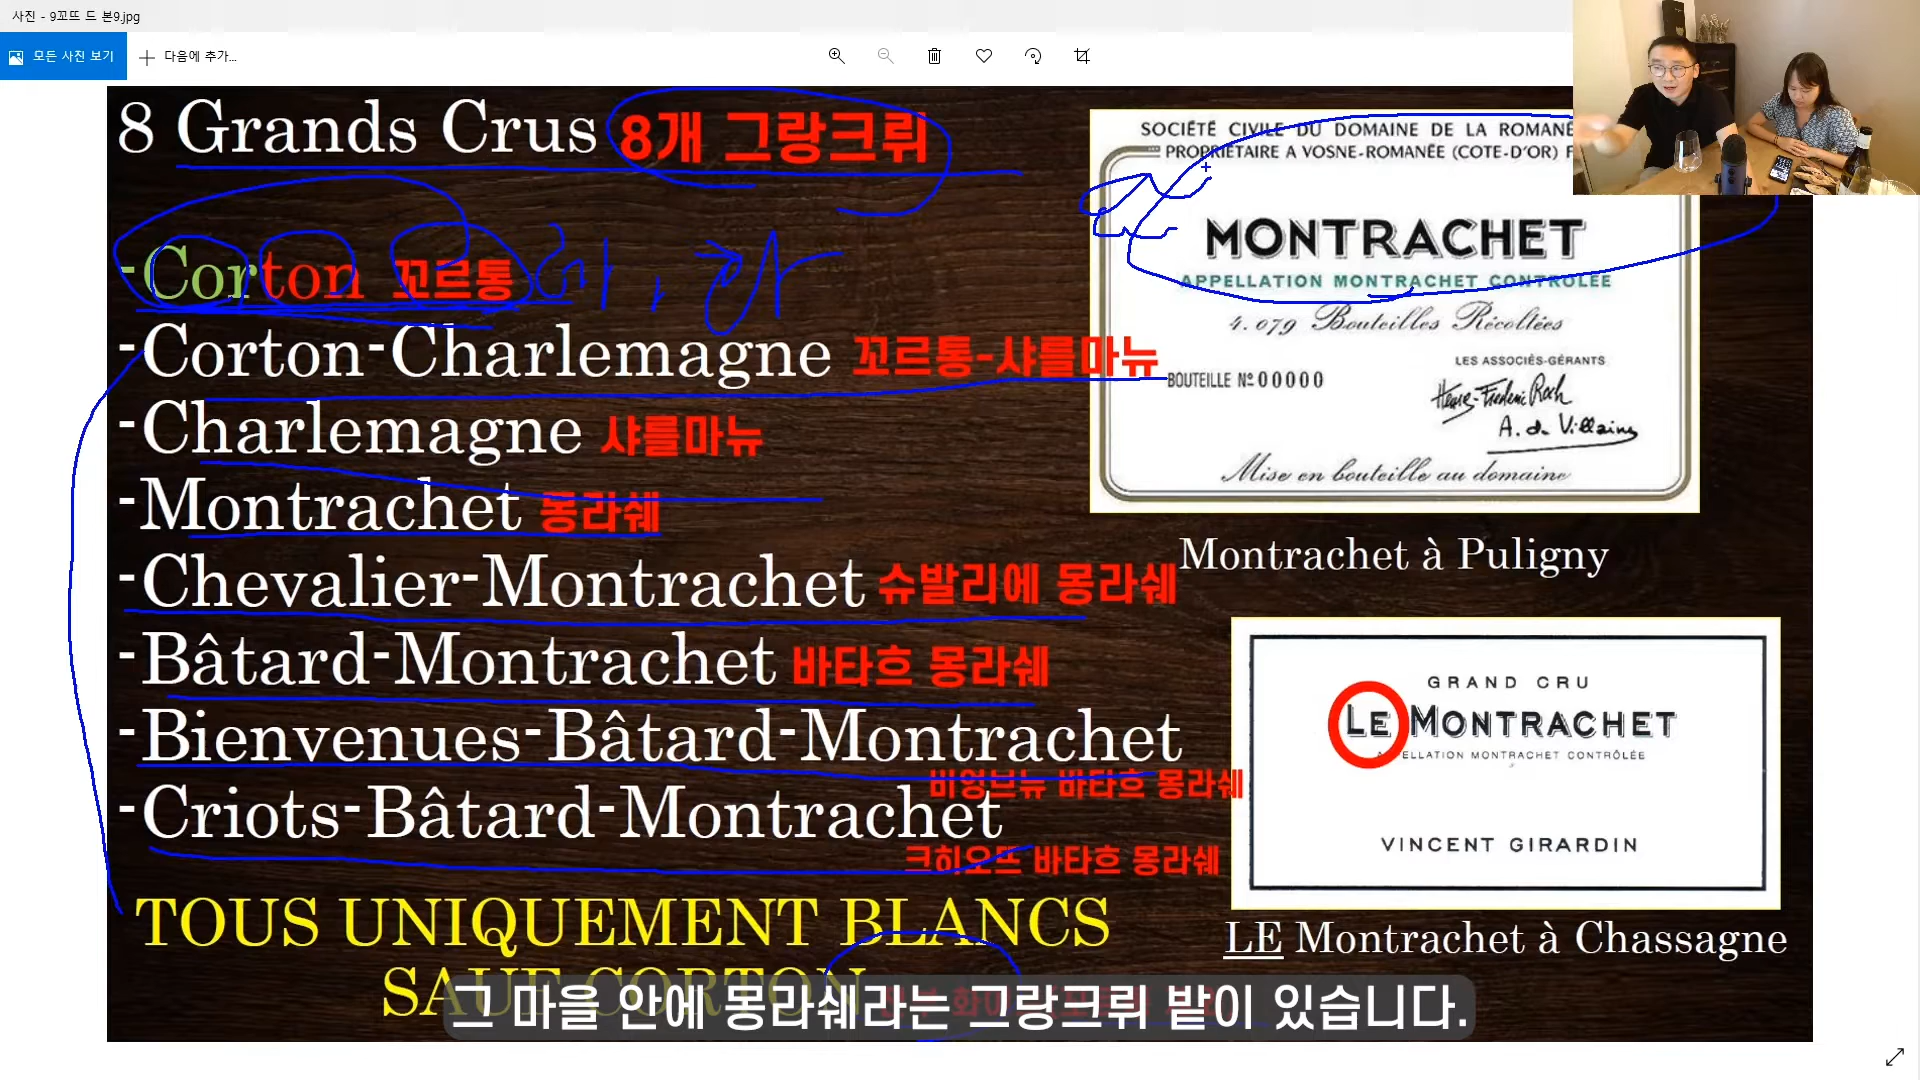 사진 - 9꼬뜨 드 본9.jpg
모든 사진 보기
다음에 추가...
8 Grands Crus 8개 그랑크뤼
-Corton 꼬르통
-Corton-Charlemagne 꼬르통-샤를마뉴
-Charlemagne 샤를마뉴
-Montrachet 몽라쉐
-Chevalier-Montrachet 슈발리에 몽라쉐
-Bâtard-Montrachet 바타흐 몽라쉐
-Bienvenues-Bâtard-Montrachet
비엉브뉴 바타흐 몽라쉐
-Criots-Bâtard-Montrachet
크히오뜨 바타흐 몽라쉐
TOUS UNIQUEMENT BLANCS
SAUF CORTON
SOCIÉTÉ CIVILE DU DOMAINE DE LA ROMANÉ
PROPRIÉTAIRE A VOSNE-ROMANÉE (COTE-D'OR) F
MONTRACHET
APPELLATION MONTRACHET CONTROLÉE
4.079 Bouteilles Récoltées
LES ASSOCIÉS-GÉRANTS
BOUTEILLE Nº 00000
A. de Villaine
Mise en bouteille au domaine
Montrachet à Puligny
GRAND CRU
LE MONTRACHET
APPELLATION MONTRACHET CONTRÔLÉE
VINCENT GIRARDIN
LE Montrachet à Chassagne
그 마을 안에 몽라쉐라는 그랑크뤼 밭이 있습니다.